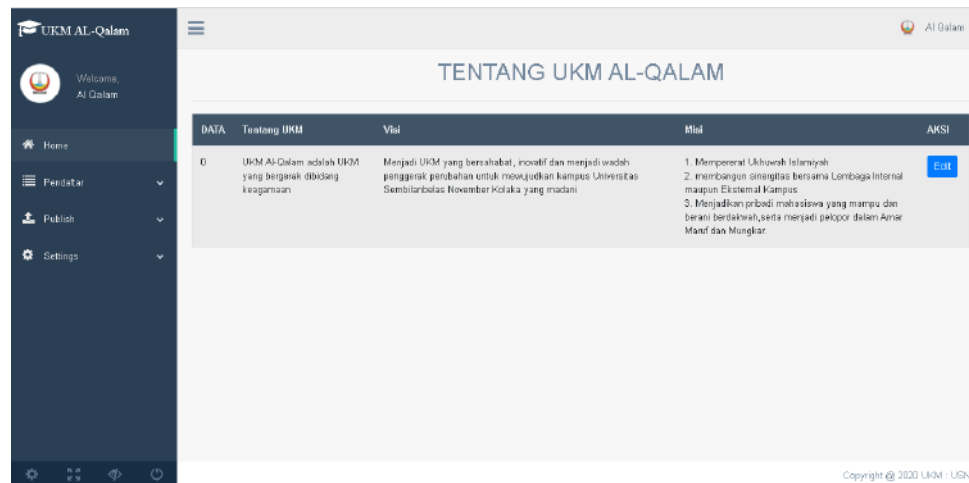 UKM AL-Qalam
Al Qalam
Welcome,
Al Qalam
TENTANG UKM AL-QALAM
Home
Pendatar
Publish
Settings
DATA Tentang UKM Visi Misi AKSI
0
UKM Al-Qalam adalah UKM
yang bergerak dibidang
keagamaan
Menjadi UKM yang bersahabat, inovatif dan menjadi wadah
penggerak perubahan untuk mewujudkan kampus Universitas
Sembilanbelas November Kolaka yang madani
1. Mempererat Ukhuwah Islamiyah
2. membangun sinergitas bersama Lembaga Internal
maupun Eksternal Kampus
3. Menjadikan pribadi mahasiswa yang mampu dan
berani berdakwah,serta menjadi pelopor dalam Amar
Maruf dan Mungkar.
Edit
Copyright @ 2020 UKM : USN